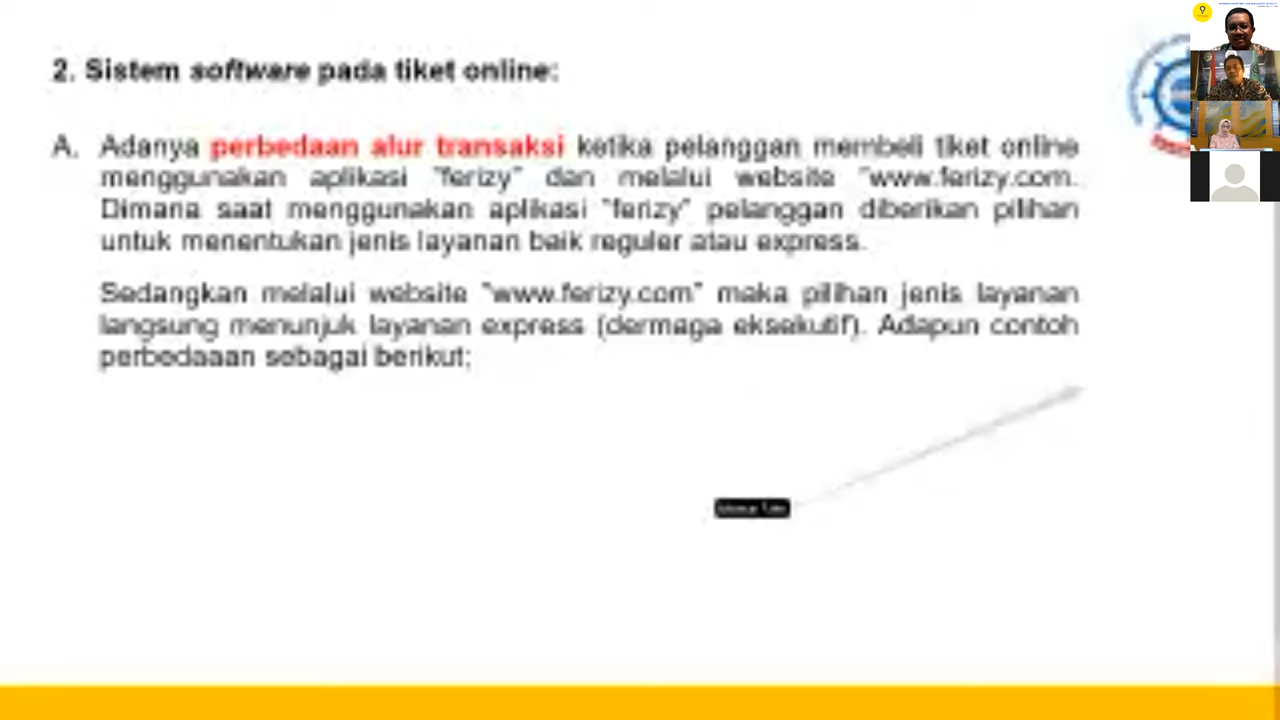 2. Sistem software pada tiket online:
A. Adanya perbedaan alur transaksi ketika pelanggan membeli tiket online
menggunakan aplikasi "ferizy" dan melalui website "www.ferizy.com.
Dimana saat menggunakan aplikasi "ferizy" pelanggan diberikan pilihan
untuk menentukan jenis layanan baik reguler atau express.
Sedangkan melalui website "www.ferizy.com" maka pilihan jenis layanan
langsung menunjuk layanan express (dermaga eksekutif). Adapun contoh
perbedaaan sebagai berikut;